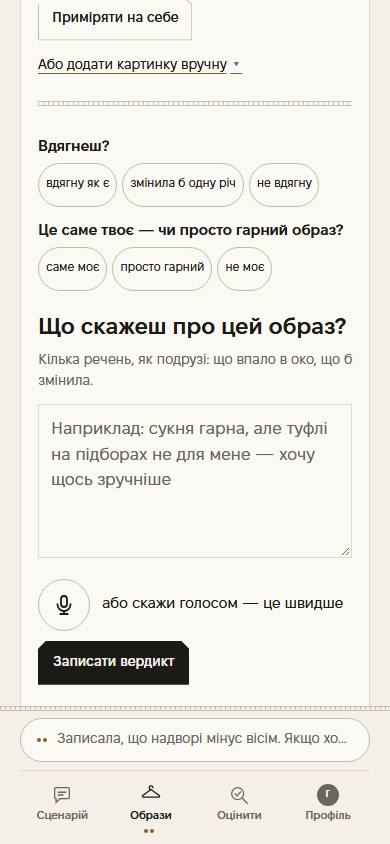 Приміряти на себе
Або додати картинку вручну ▾
Вдягнеш?
вдягну як є
змінила б одну річ
не вдягну
Це саме твоє — чи просто гарний образ?
саме моє
просто гарний
не моє
Що скажеш про цей образ?
Кілька речень, як подрузі: що впало в око, що б
змінила.
Наприклад: сукня гарна, але туфлі
на підборах не для мене — хочу
щось зручніше
або скажи голосом — це швидше
Записати вердикт
Записала, що надворі мінус вісім. Якщо хо...
Г
Сценарій
Образи
Оцінити
Профіль